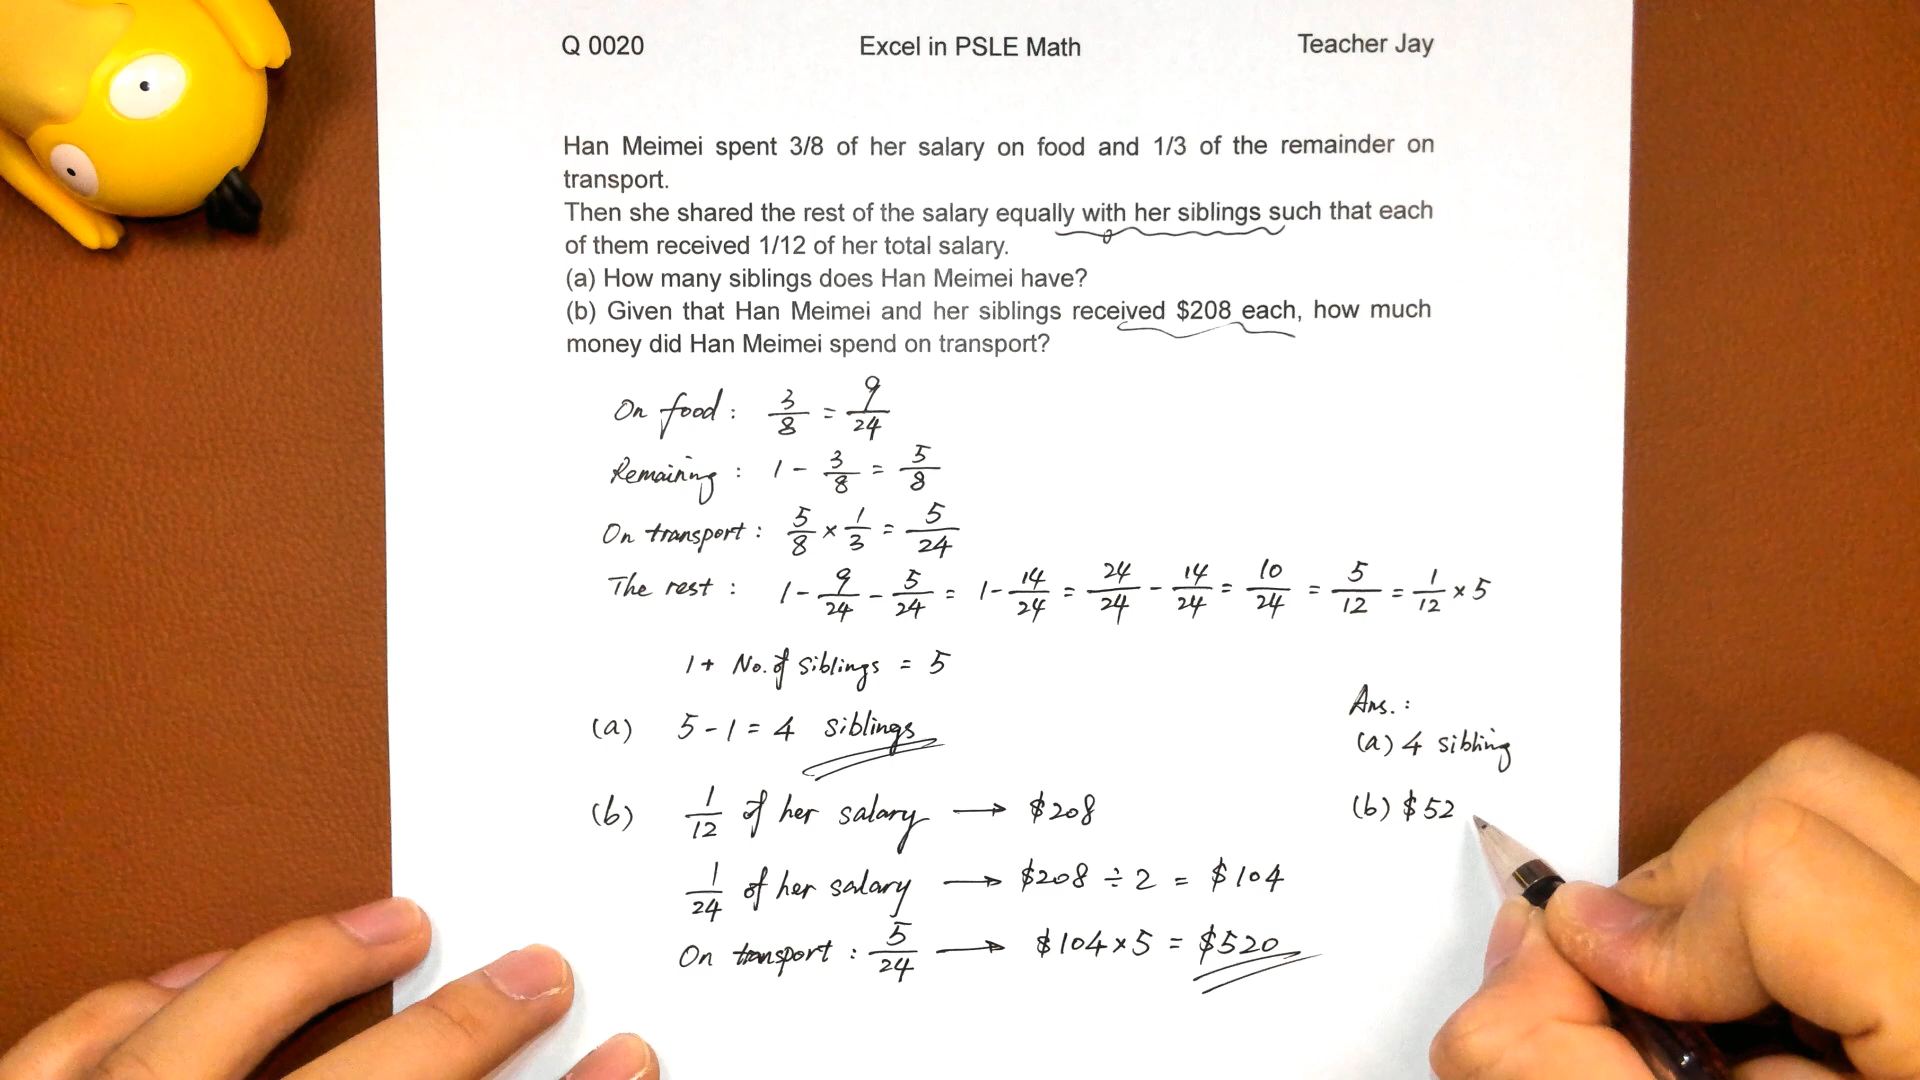 Q 0020 Excel in PSLE Math Teacher Jay
Han Meimei spent 3/8 of her salary on food and 1/3 of the remainder on
transport.
Then she shared the rest of the salary equally with her siblings such that each
of them received 1/12 of her total salary.
(a) How many siblings does Han Meimei have?
(b) Given that Han Meimei and her siblings received $208 each, how much
money did Han Meimei spend on transport?
On food : 3/8 = 9/24
Remaining : 1 - 3/8 = 5/8
On transport : 5/8 × 1/3 = 5/24
The rest : 1 - 9/24 - 5/24 = 1 - 14/24 = 24/24 - 14/24 = 10/24 = 5/12 = 1/12 × 5
1 + No. of siblings = 5
(a) 5 - 1 = 4 siblings
(b) 1/12 of her salary → $208
1/24 of her salary → $208 ÷ 2 = $104
On transport : 5/24 → $104 × 5 = $520
Ans. :
(a) 4 sibling
(b) $52